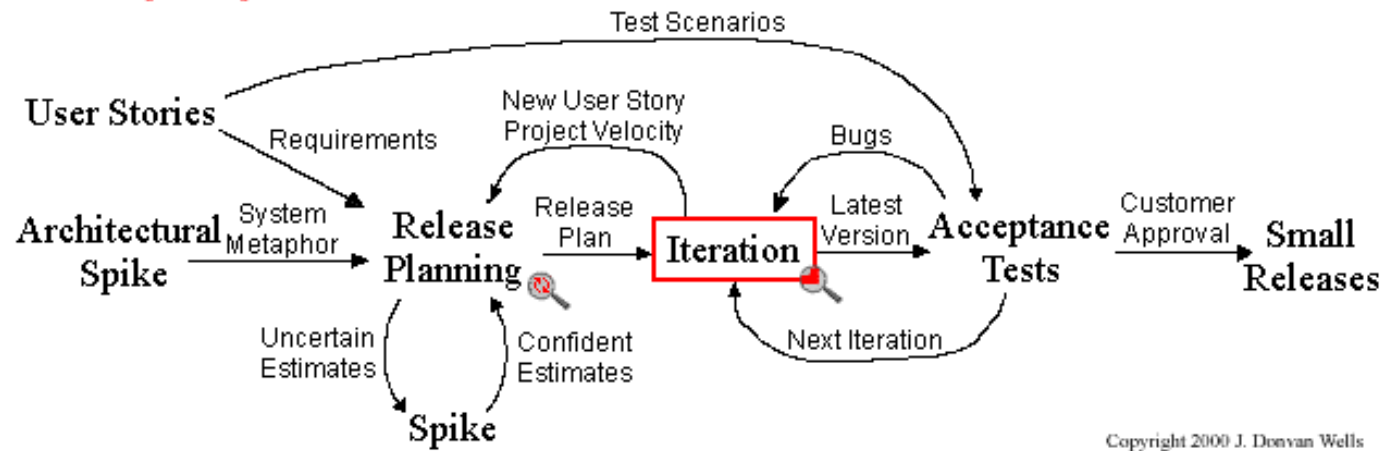 Test Scenarios
User Stories
New User Story
Project Velocity
Requirements
Bugs
Architectural
Spike
System
Metaphor
Release
Planning
Release
Plan
Iteration
Latest
Version
Acceptance
Tests
Customer
Approval
Small
Releases
Uncertain
Estimates
Confident
Estimates
Next Iteration
Spike
Copyright 2000 J. Donvan Wells